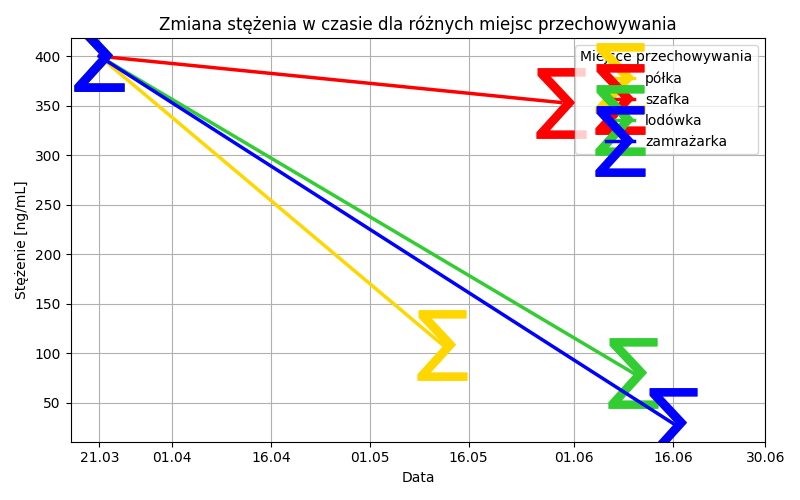 Zmiana stężenia w czasie dla różnych miejsc przechowywania
Miejsce przechowywania
półka
szafka
lodówka
zamrażarka
400
350
300
250
200
150
100
50
Stężenie [ng/mL]
21.03 01.04 16.04 01.05 16.05 01.06 16.06 30.06
Data